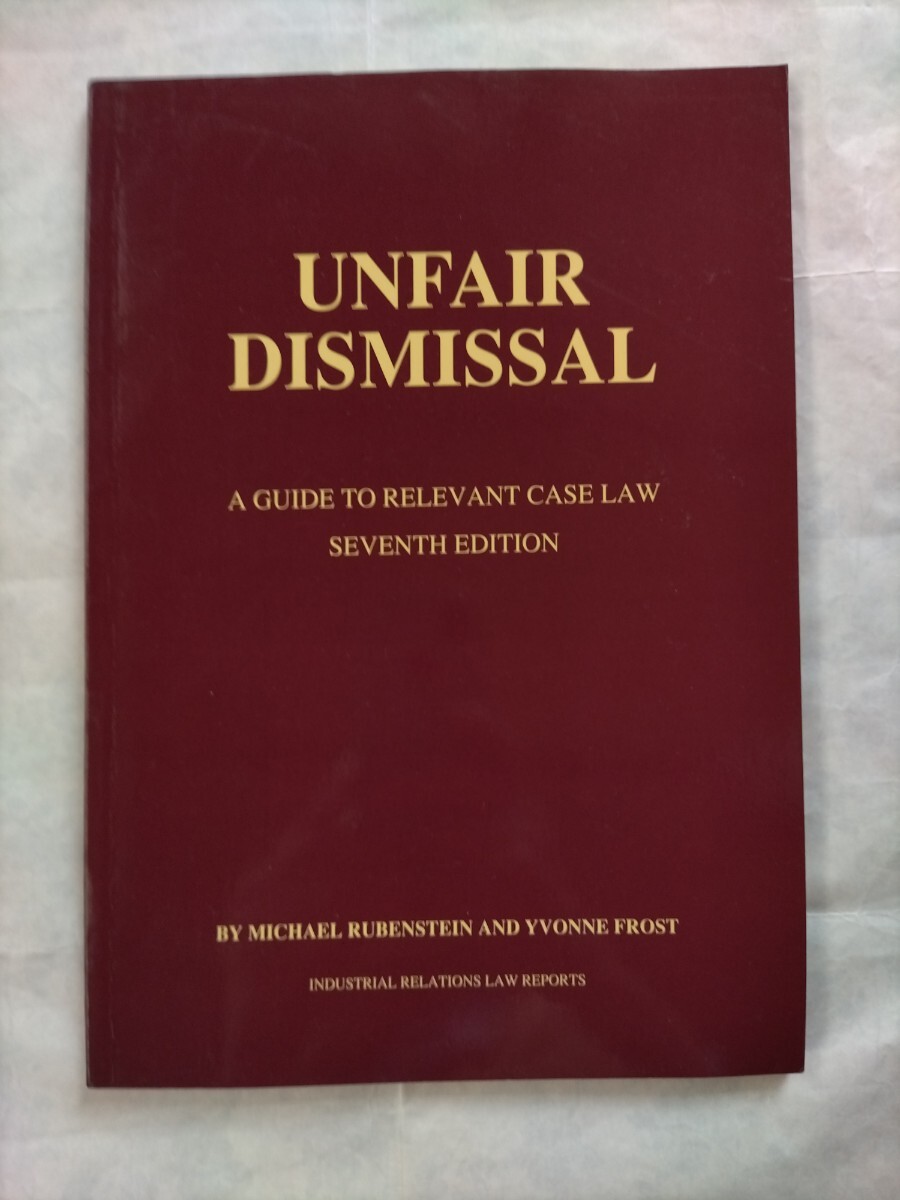 UNFAIR
DISMISSAL
A GUIDE TO RELEVANT CASE LAW
SEVENTH EDITION
BY MICHAEL RUBENSTEIN AND YVONNE FROST
INDUSTRIAL RELATIONS LAW REPORTS